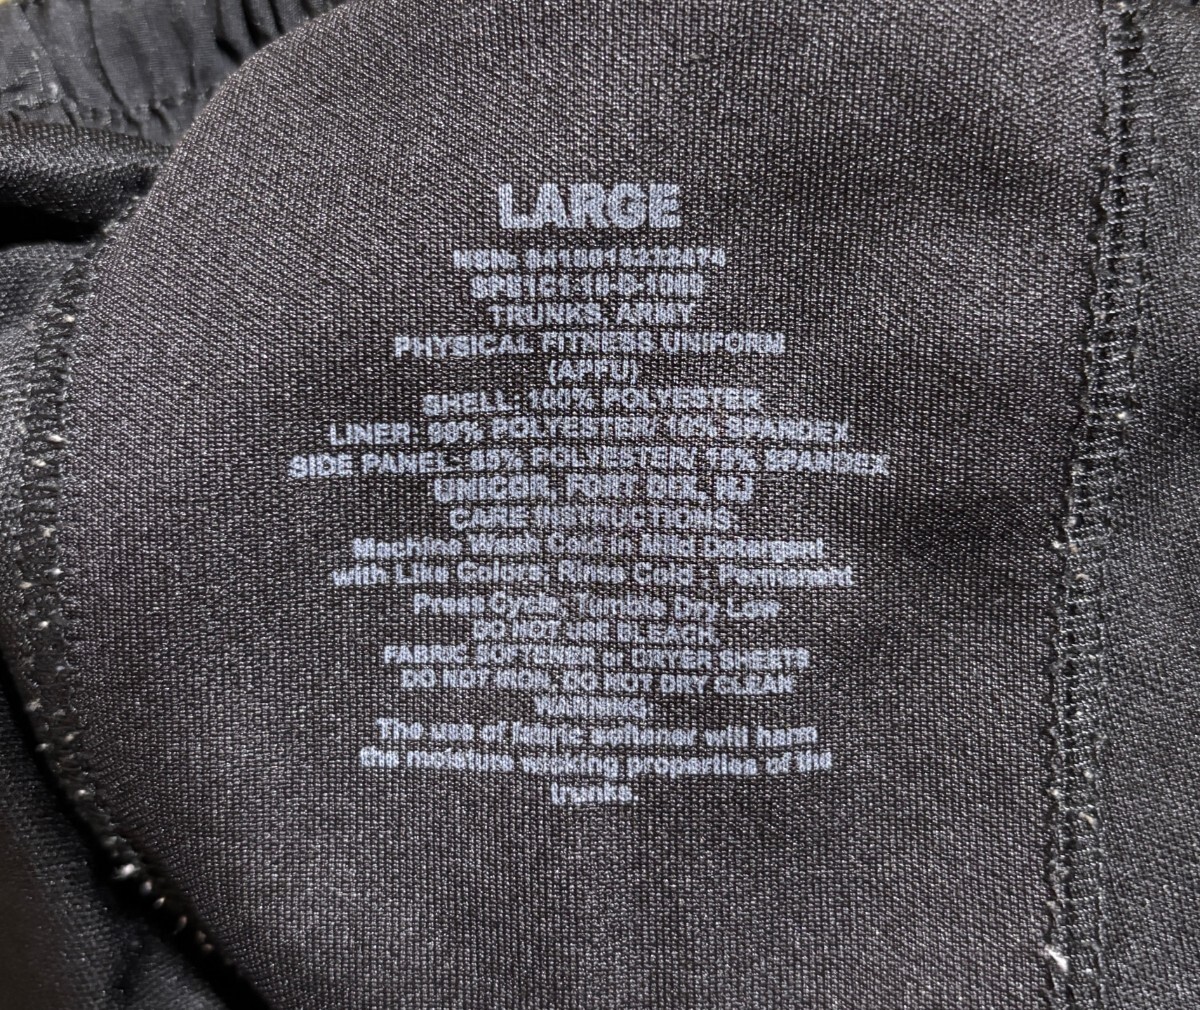 LARGE
NSN:
TRUNKS, ARMY
PHYSICAL FITNESS UNIFORM
(APFU)
SHELL: 100% POLYESTER
LINER: 90% POLYESTER/ 10% SPANDEX
SIDE PANEL: 85% POLYESTER/ 15% SPANDEX
UNICOR, FORT DIX, NJ
CARE INSTRUCTIONS:
Machine Wash Cold in Mild Detergent
with Like Colors; Rinse Cold - Permanent
Press Cycle; Tumble Dry Low
DO NOT USE BLEACH,
FABRIC SOFTENER or DRYER SHEETS
DO NOT IRON, DO NOT DRY CLEAN
WARNING:
The use of fabric softener will harm
the moisture wicking properties of the
trunks.